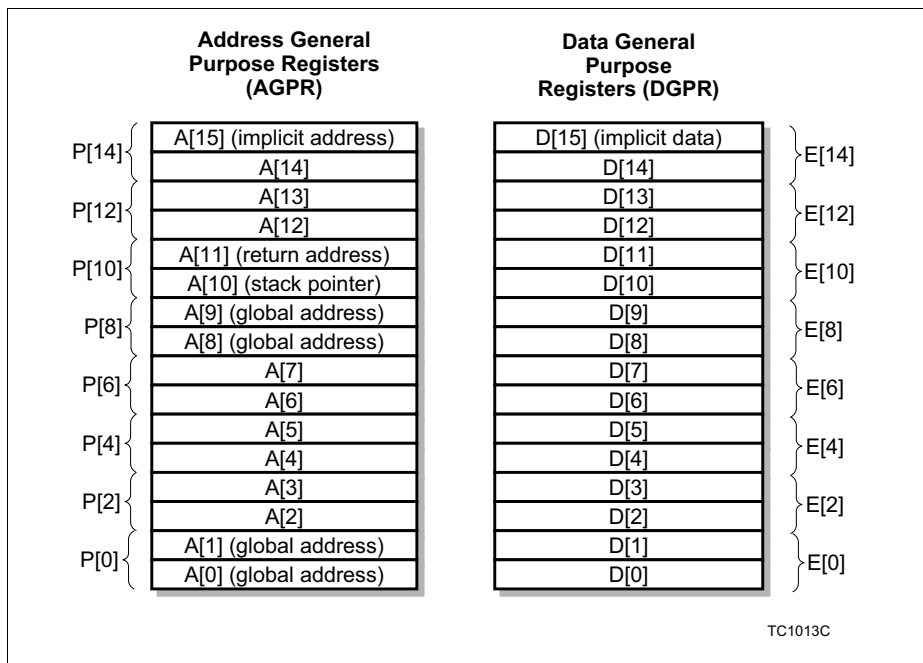 Address General
Purpose Registers
(AGPR)
Data General
Purpose
Registers (DGPR)
P[14]
A[15] (implicit address)
A[14]
P[12]
A[13]
A[12]
P[10]
A[11] (return address)
A[10] (stack pointer)
P[8]
A[9] (global address)
A[8] (global address)
P[6]
A[7]
A[6]
P[4]
A[5]
A[4]
P[2]
A[3]
A[2]
P[0]
A[1] (global address)
A[0] (global address)
D[15] (implicit data)
D[14]
E[14]
D[13]
D[12]
E[12]
D[11]
D[10]
E[10]
D[9]
D[8]
E[8]
D[7]
D[6]
E[6]
D[5]
D[4]
E[4]
D[3]
D[2]
E[2]
D[1]
D[0]
E[0]
TC1013C